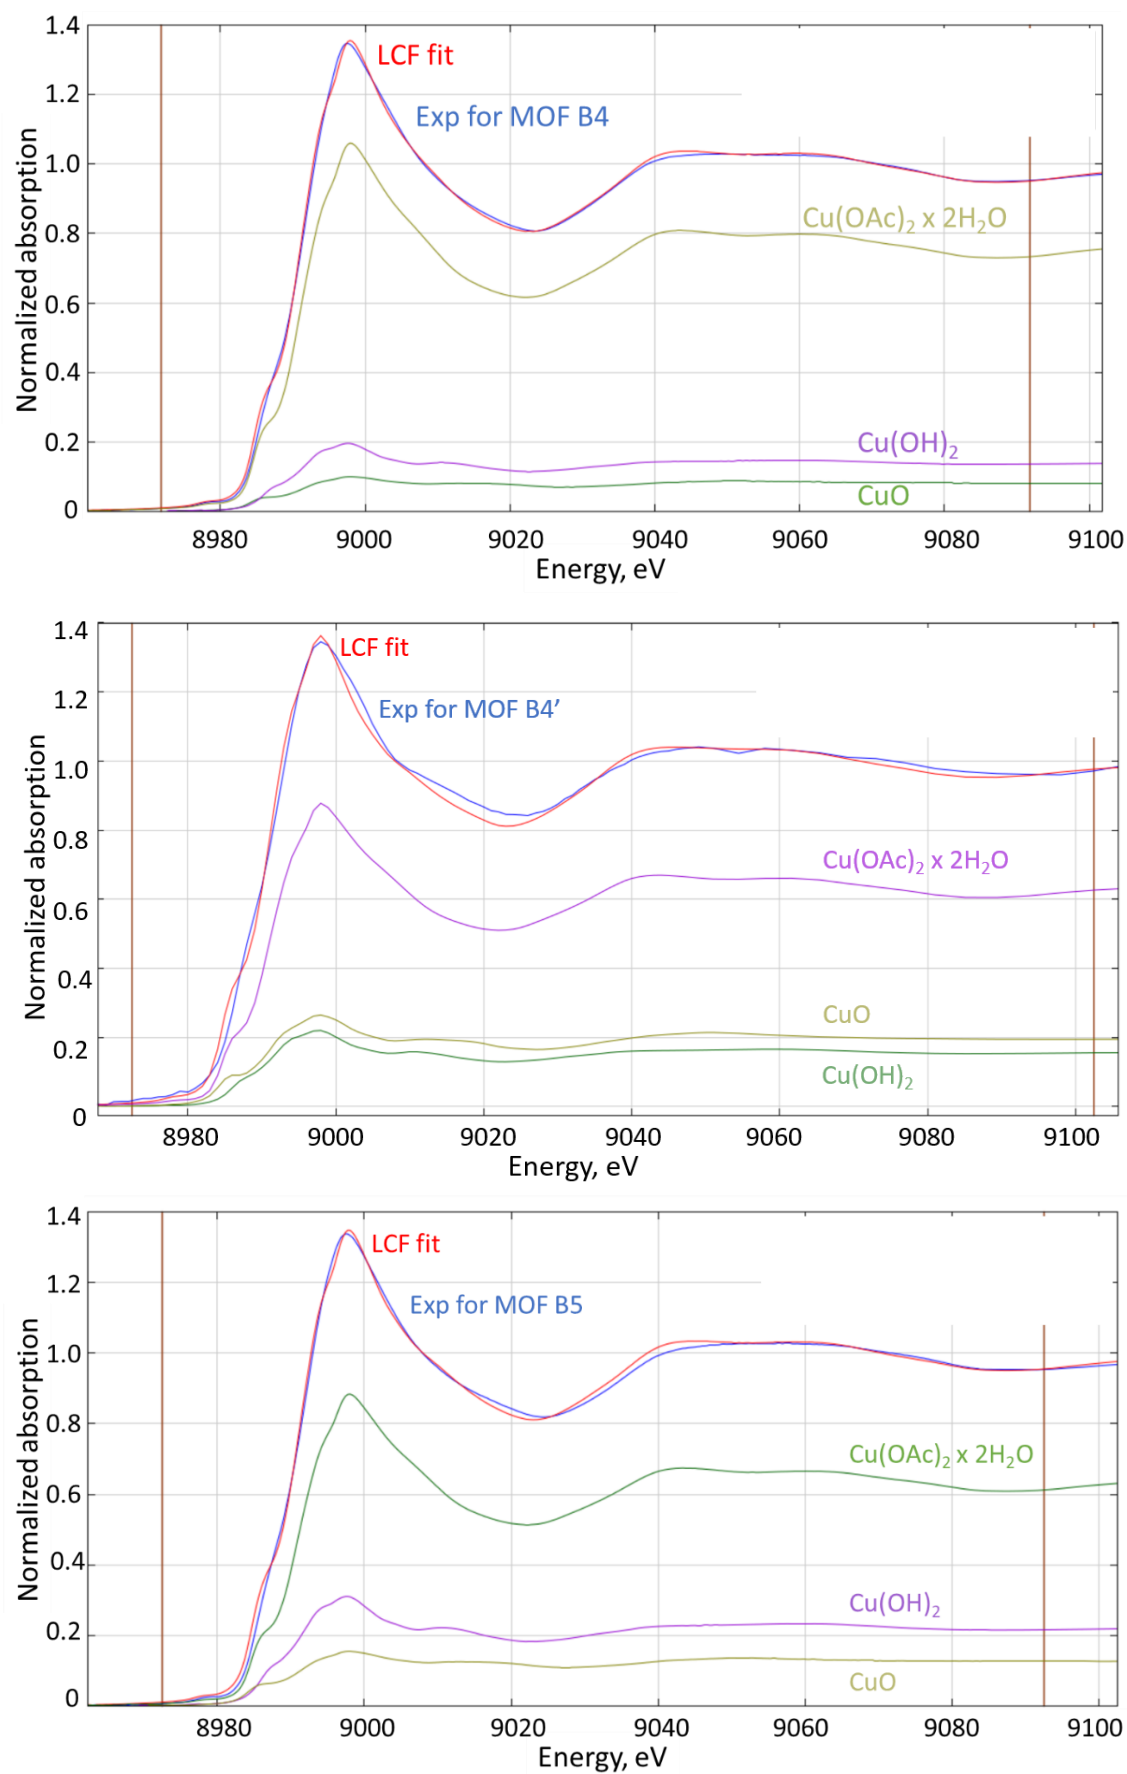 1.4
LCF fit
1.2
Exp for MOF B4
1.0
Cu(OAc)₂ x 2H₂O
0.8
0.6
0.4
Cu(OH)₂
0.2
CuO
0
Normalized absorption
8980 9000 9020 9040 9060 9080 9100
Energy, eV
1.4
LCF fit
1.2
Exp for MOF B4’
1.0
Cu(OAc)₂ x 2H₂O
0.8
0.6
0.4
CuO
0.2
Cu(OH)₂
0
Normalized absorption
8980 9000 9020 9040 9060 9080 9100
Energy, eV
1.4
LCF fit
1.2
Exp for MOF B5
1.0
0.8
Cu(OAc)₂ x 2H₂O
0.6
0.4
Cu(OH)₂
0.2
CuO
0
Normalized absorption
8980 9000 9020 9040 9060 9080 9100
Energy, eV